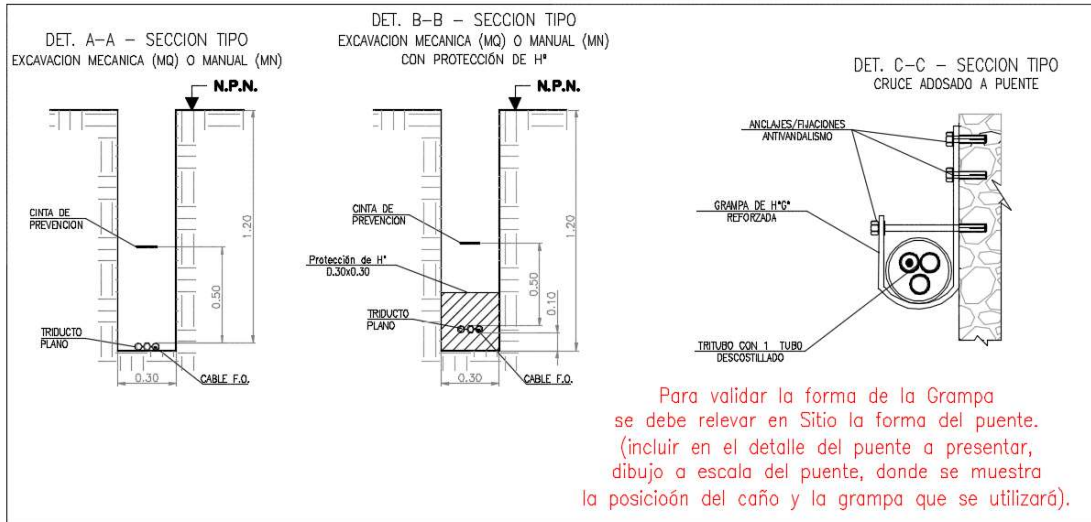 DET. A-A - SECCION TIPO
EXCAVACION MECANICA (MQ) O MANUAL (MN)
N.P.N.
CINTA DE
PREVENCION
1.20
0.50
TRIDUCTO
PLANO
CABLE F.O.
0.30
DET. B-B - SECCION TIPO
EXCAVACION MECANICA (MQ) O MANUAL (MN)
CON PROTECCIÓN DE Hº
N.P.N.
CINTA DE
PREVENCION
1.20
Protección de H°
0.30x0.30
0.50
0.10
TRIDUCTO
PLANO
CABLE F.O.
0.30
DET. C-C - SECCION TIPO
CRUCE ADOSADO A PUENTE
ANCLAJES/FIJACIONES
ANTIVANDALISMO
GRAMPA DE H°G°
REFORZADA
TRITUBO CON 1 TUBO
DESCOSTILLADO
Para validar la forma de la Grampa
se debe relevar en Sitio la forma del puente.
(incluir en el detalle del puente a presentar,
dibujo a escala del puente, donde se muestra
la posicioón del caño y la grampa que se utilizará).